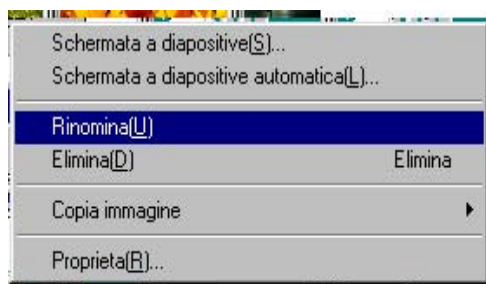 Schermata a diapositive(S)...
Schermata a diapositive automatica(L)...
Rinomina(U)
Elimina(D) Elimina
Copia immagine
Proprieta(R)...